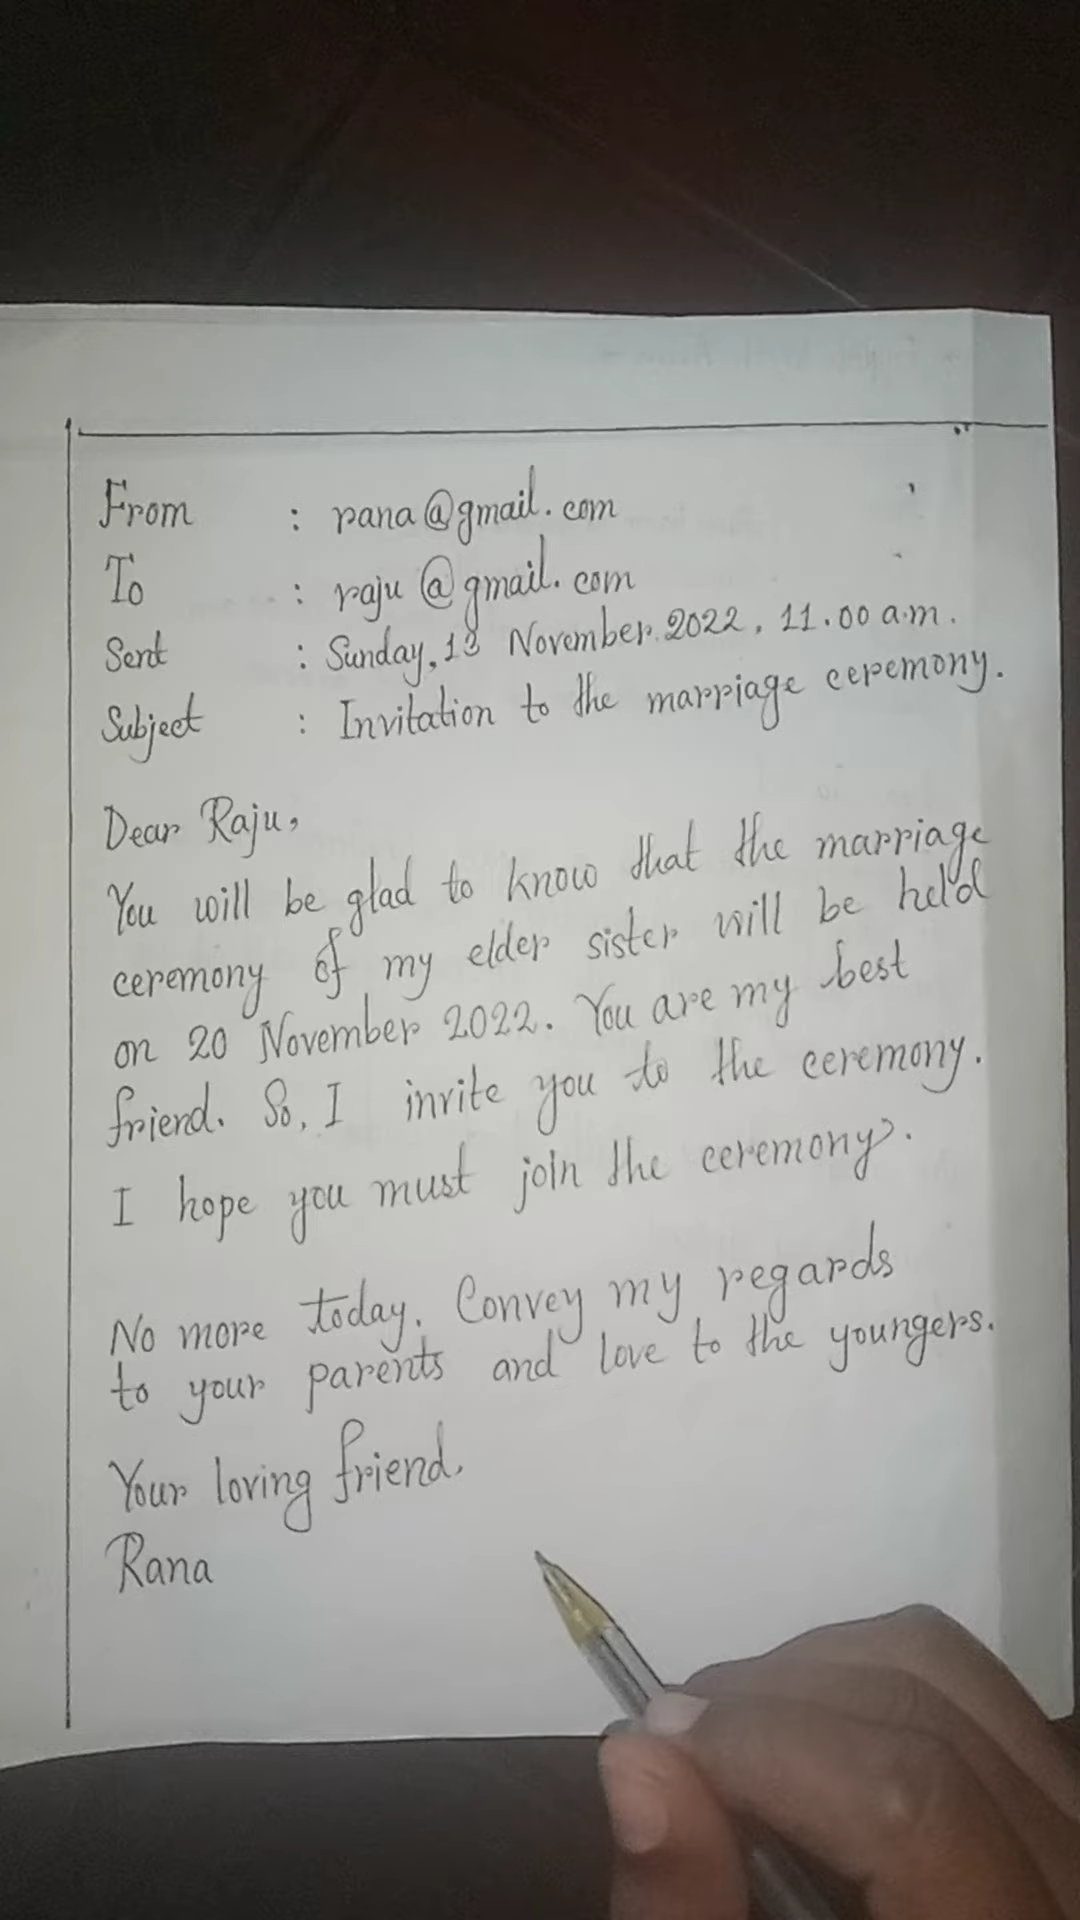 From : rana@gmail.com
To : raju@gmail.com
Sent : Sunday, 13 November 2022, 11.00 a.m.
Subject : Invitation to the marriage ceremony.
Dear Raju,
You will be glad to know that the marriage
ceremony of my elder sister will be held
on 20 November 2022. You are my best
friend. So, I invite you to the ceremony.
I hope you must join the ceremony.
No more today. Convey my regards
to your parents and love to the youngers.
Your loving friend,
Rana